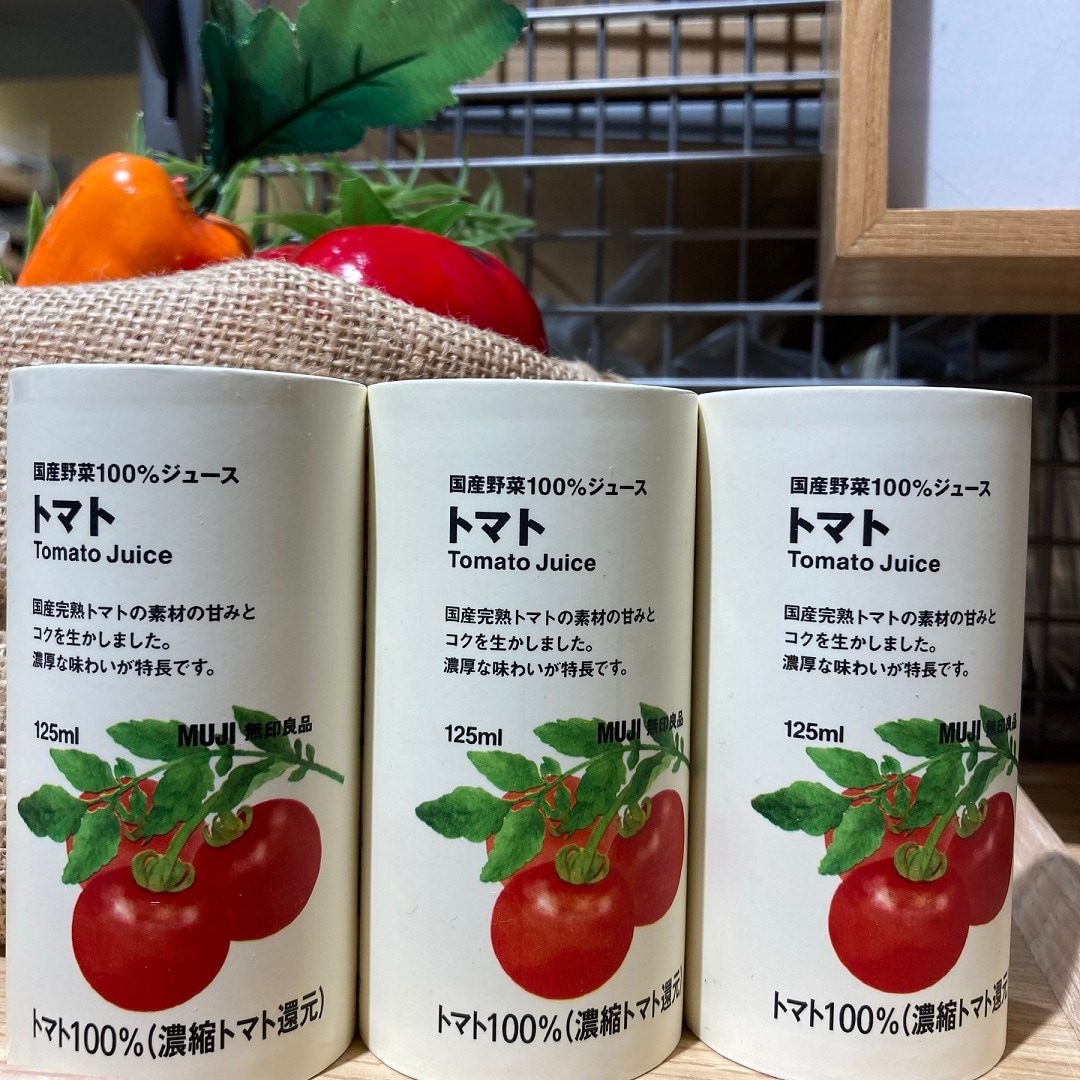 国産野菜100%ジュース
トマト
Tomato Juice
国産完熟トマトの素材の甘みと
コクを生かしました。
濃厚な味わいが特長です。
125ml MUJI 無印良品
トマト100%(濃縮トマト還元)
国産野菜100%ジュース
トマト
Tomato Juice
国産完熟トマトの素材の甘みと
コクを生かしました。
濃厚な味わいが特長です。
125ml MUJI 無印良品
トマト100%(濃縮トマト還元)
国産野菜100%ジュース
トマト
Tomato Juice
国産完熟トマトの素材の甘みと
コクを生かしました。
濃厚な味わいが特長です。
125ml MUJI 無印良品
トマト100%(濃縮トマト還元